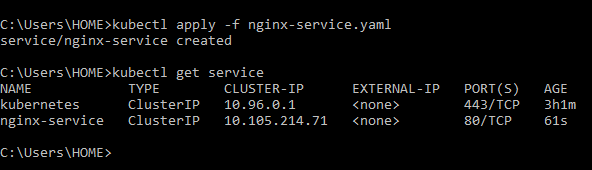 C:\Users\HOME>kubectl apply -f nginx-service.yaml
service/nginx-service created
C:\Users\HOME>kubectl get service
NAME TYPE CLUSTER-IP EXTERNAL-IP PORT(S) AGE
kubernetes ClusterIP 10.96.0.1 <none> 443/TCP 3h1m
nginx-service ClusterIP 10.105.214.71 <none> 80/TCP 61s
C:\Users\HOME>